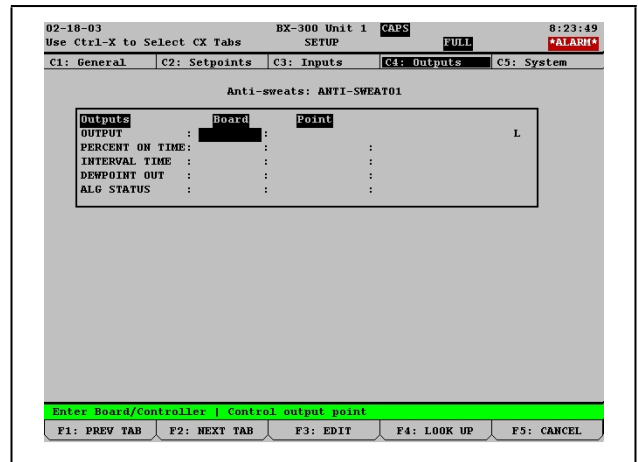 02-18-03 BX-300 Unit 1 CAPS 8:23:49
Use Ctrl-X to Select CX Tabs SETUP FULL *ALARM*
C1: General C2: Setpoints C3: Inputs C4: Outputs C5: System
Anti-sweats: ANTI-SWEAT01
Outputs Board Point
OUTPUT : : L
PERCENT ON TIME: : :
INTERVAL TIME : : :
DEWPOINT OUT : : :
ALG STATUS : : :
Enter Board/Controller | Control output point
F1: PREV TAB F2: NEXT TAB F3: EDIT F4: LOOK UP F5: CANCEL